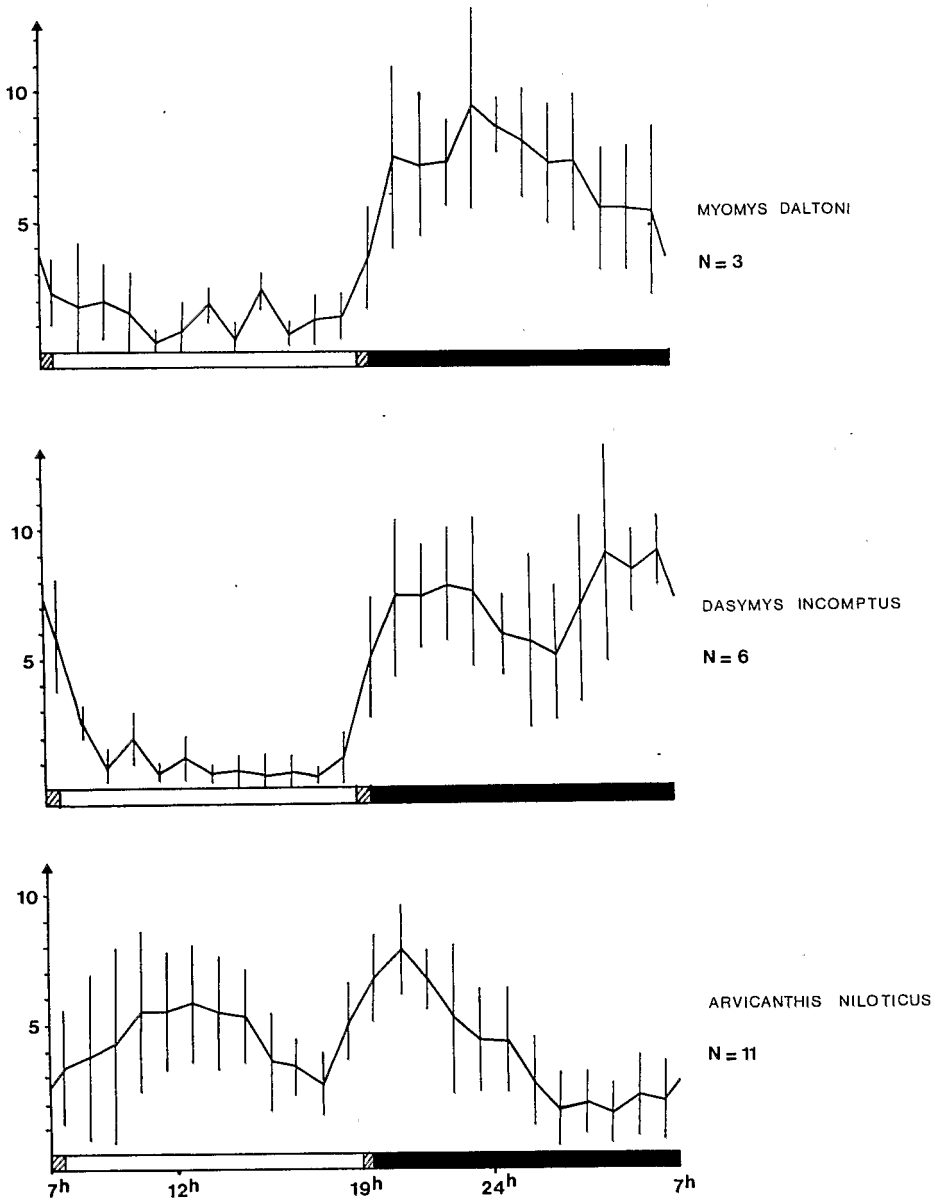 10
5
MYOMYS DALTONI
N = 3
10
5
DASYMYS INCOMPTUS
N = 6
10
5
ARVICANTHIS NILOTICUS
N = 11
7h 12h 19h 24h 7h